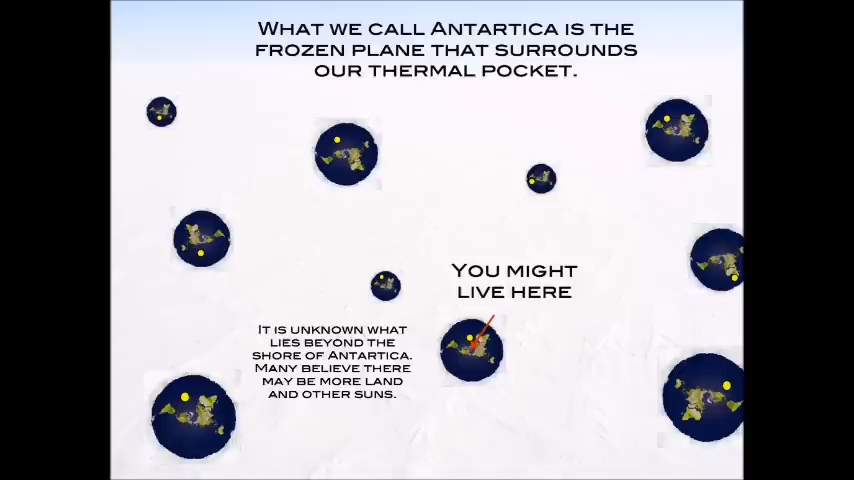 What we call Antartica is the
frozen plane that surrounds
our thermal pocket.
You might
live here
It is unknown what
lies beyond the
shore of Antartica.
Many believe there
may be more land
and other suns.